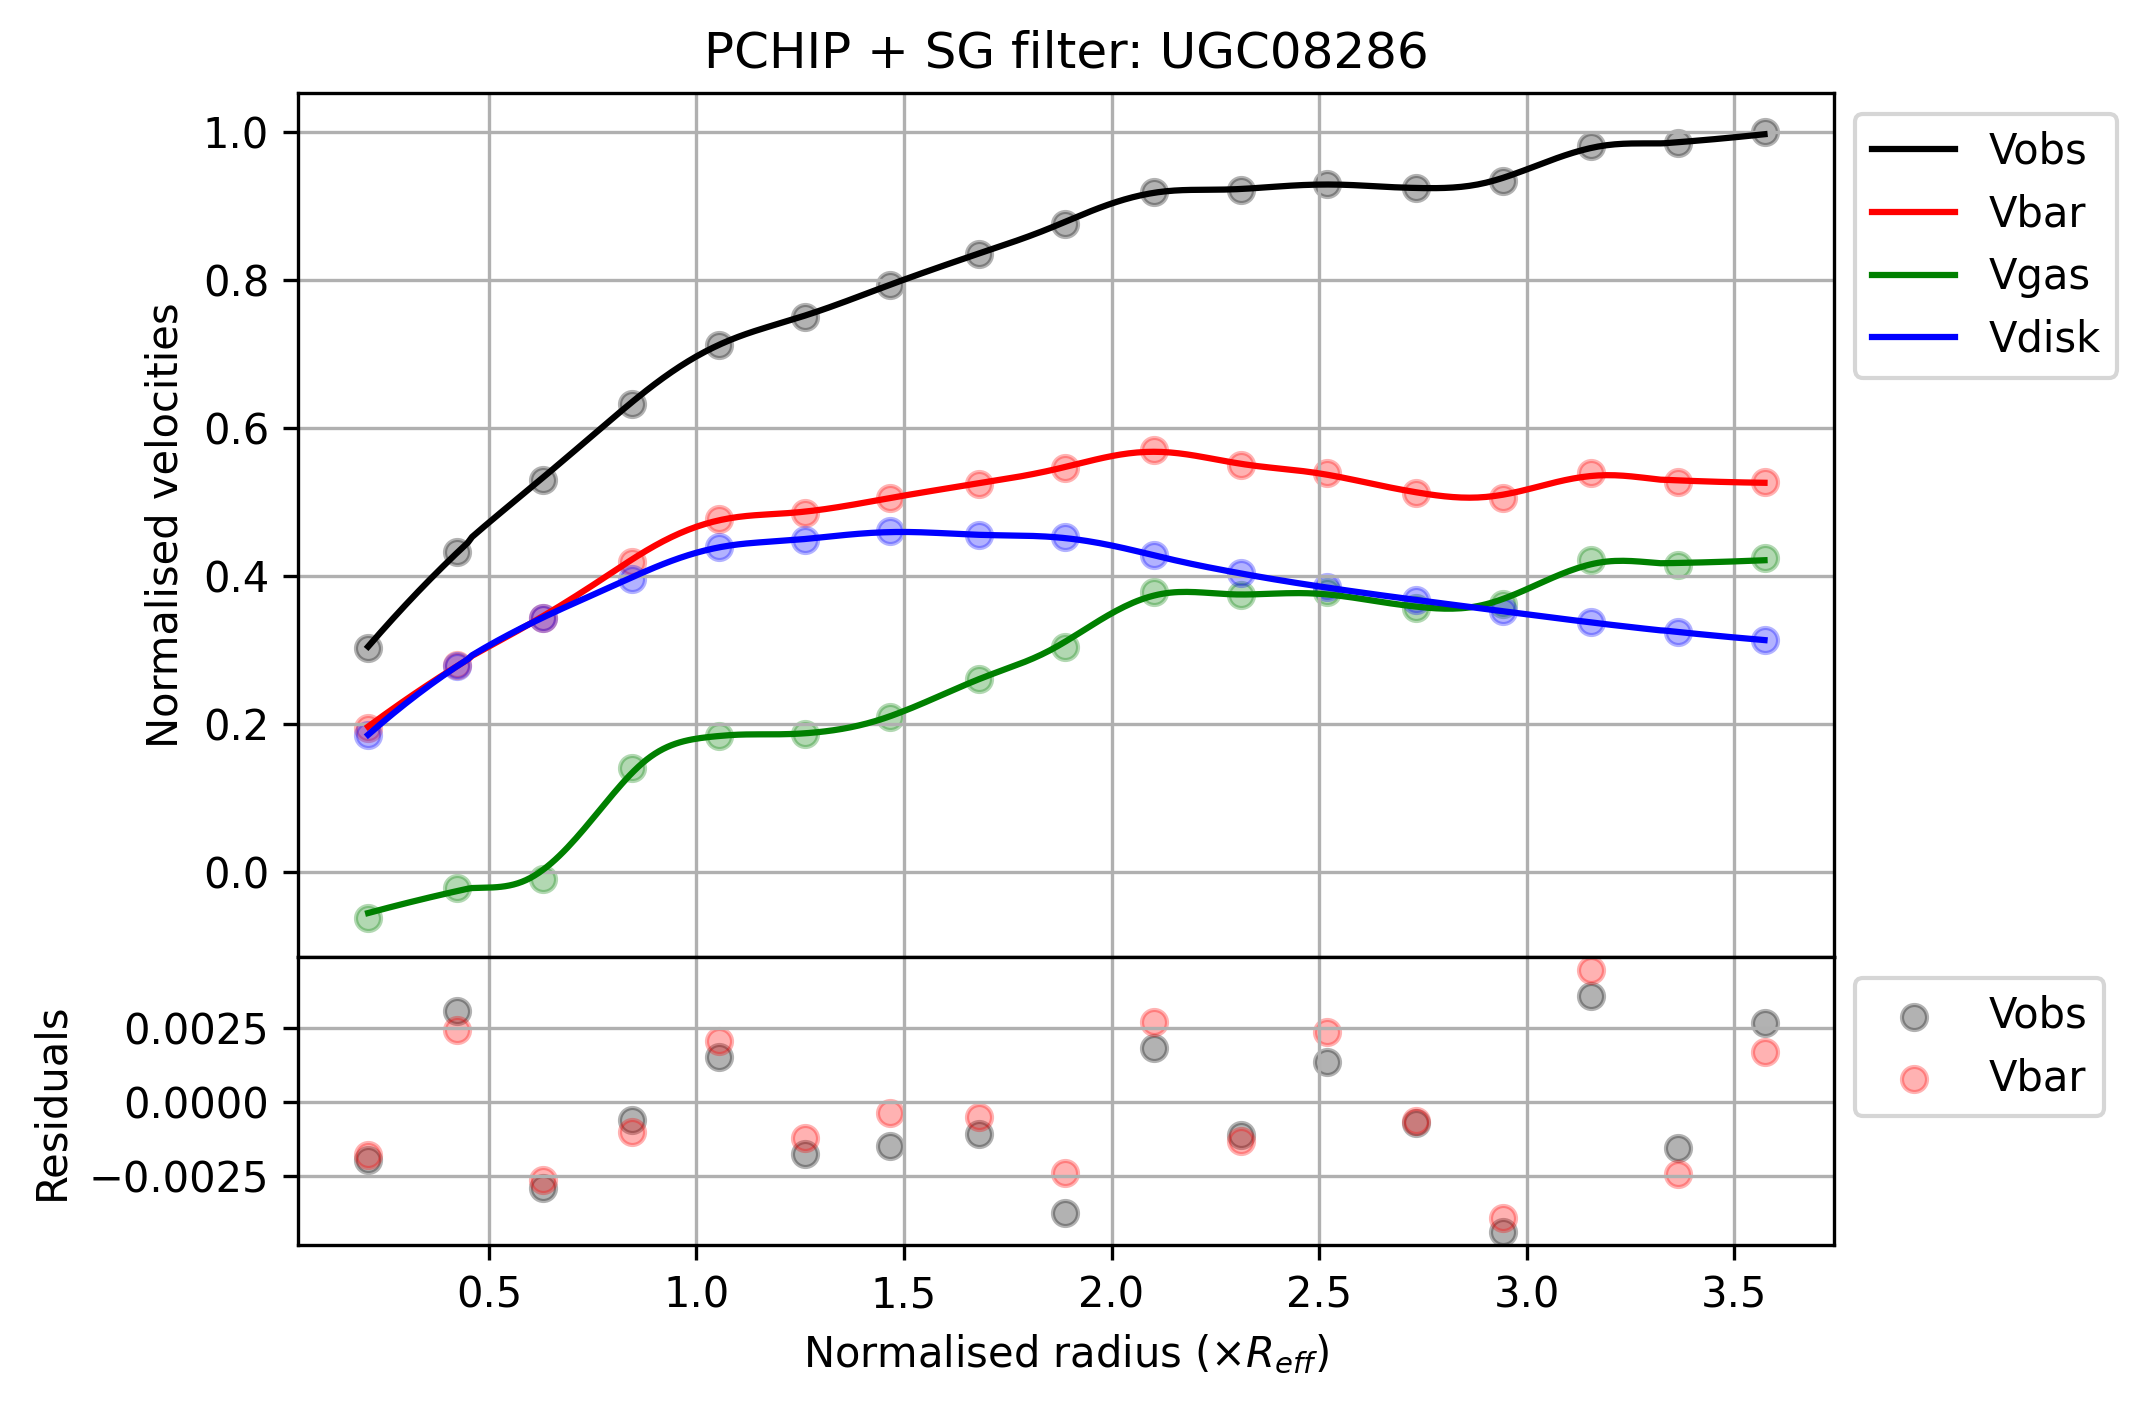 PCHIP + SG filter: UGC08286
Normalised velocities
1.0
0.8
0.6
0.4
0.2
0.0
Vobs
Vbar
Vgas
Vdisk
Residuals
0.0025
0.0000
−0.0025
Vobs
Vbar
0.5 1.0 1.5 2.0 2.5 3.0 3.5
Normalised radius (×R_{eff})